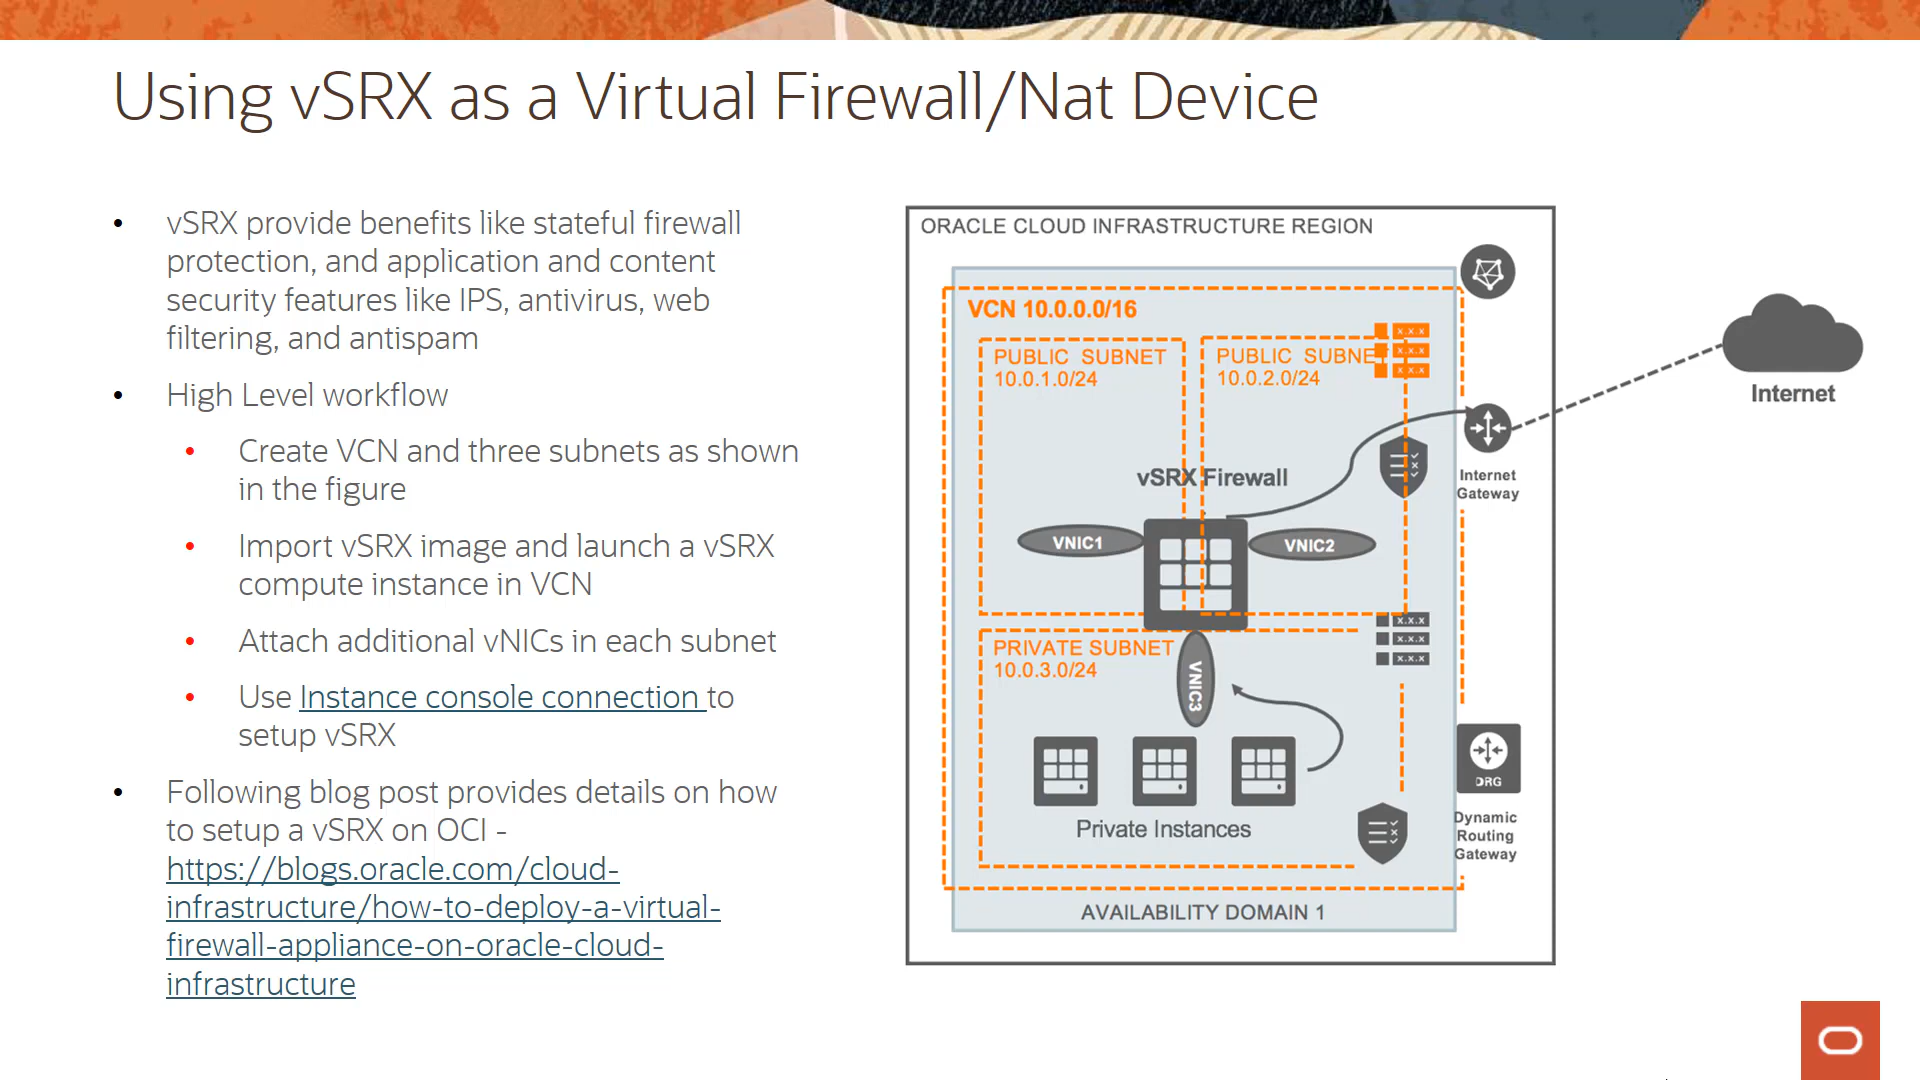 Using vSRX as a Virtual Firewall/Nat Device
• vSRX provide benefits like stateful firewall
protection, and application and content
security features like IPS, antivirus, web
filtering, and antispam
• High Level workflow
• Create VCN and three subnets as shown
in the figure
• Import vSRX image and launch a vSRX
compute instance in VCN
• Attach additional vNICs in each subnet
• Use Instance console connection to
setup vSRX
• Following blog post provides details on how
to setup a vSRX on OCI -
https://blogs.oracle.com/cloud-
infrastructure/how-to-deploy-a-virtual-
firewall-appliance-on-oracle-cloud-
infrastructure
ORACLE CLOUD INFRASTRUCTURE REGION
VCN 10.0.0.0/16
PUBLIC SUBNET
10.0.1.0/24
PUBLIC SUBNE
10.0.2.0/24
x.x.x
x.x.x
x.x.x
Internet
Internet
Gateway
vSRX Firewall
VNIC1
VNIC2
x.x.x
x.x.x
x.x.x
PRIVATE SUBNET
10.0.3.0/24
VNIC3
Private Instances
DRG
Dynamic
Routing
Gateway
AVAILABILITY DOMAIN 1